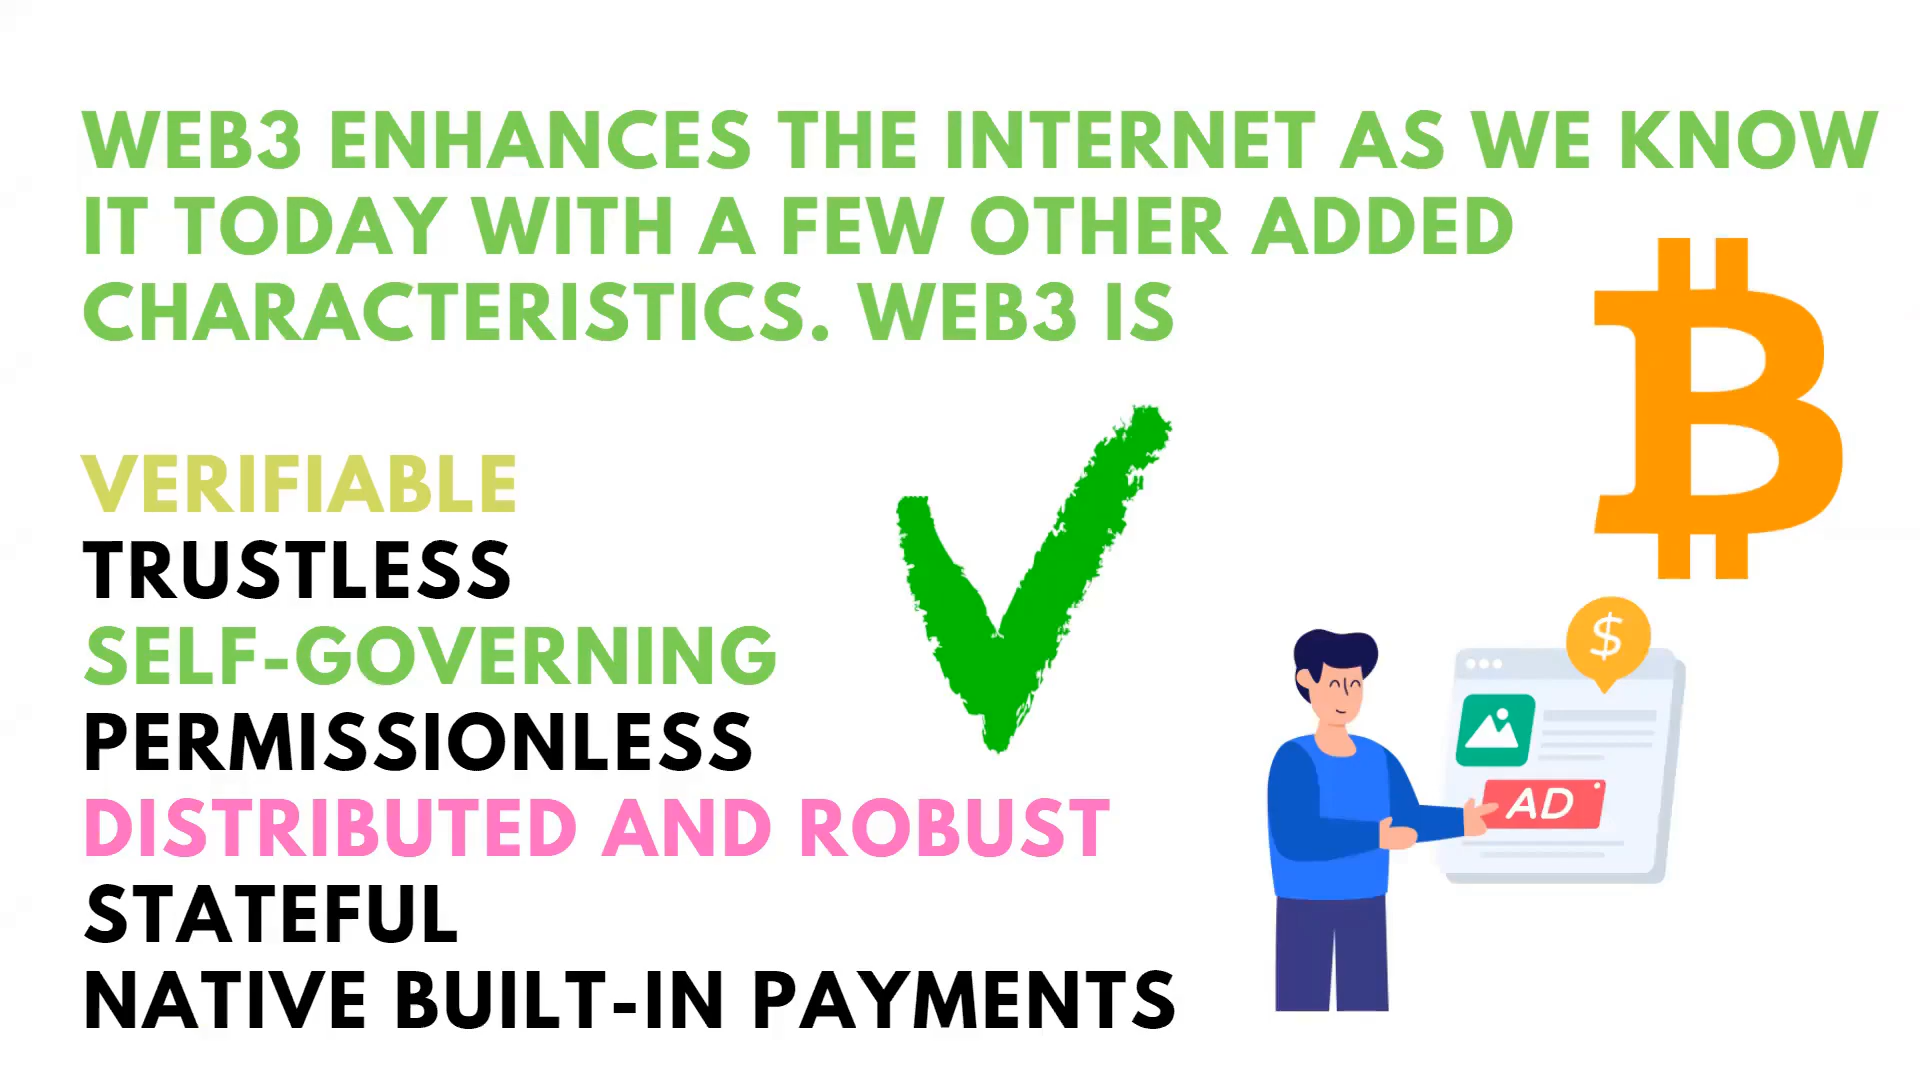 WEB3 ENHANCES THE INTERNET AS WE KNOW
IT TODAY WITH A FEW OTHER ADDED
CHARACTERISTICS. WEB3 IS
VERIFIABLE
TRUSTLESS
SELF-GOVERNING
PERMISSIONLESS
DISTRIBUTED AND ROBUST
STATEFUL
NATIVE BUILT-IN PAYMENTS
$
AD